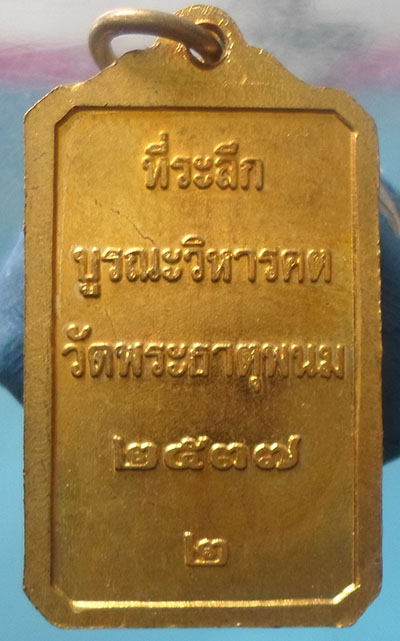 ที่ระลึก
บูรณะวิหารคต
วัดพระธาตุพนม
๒๕๓๗
๒